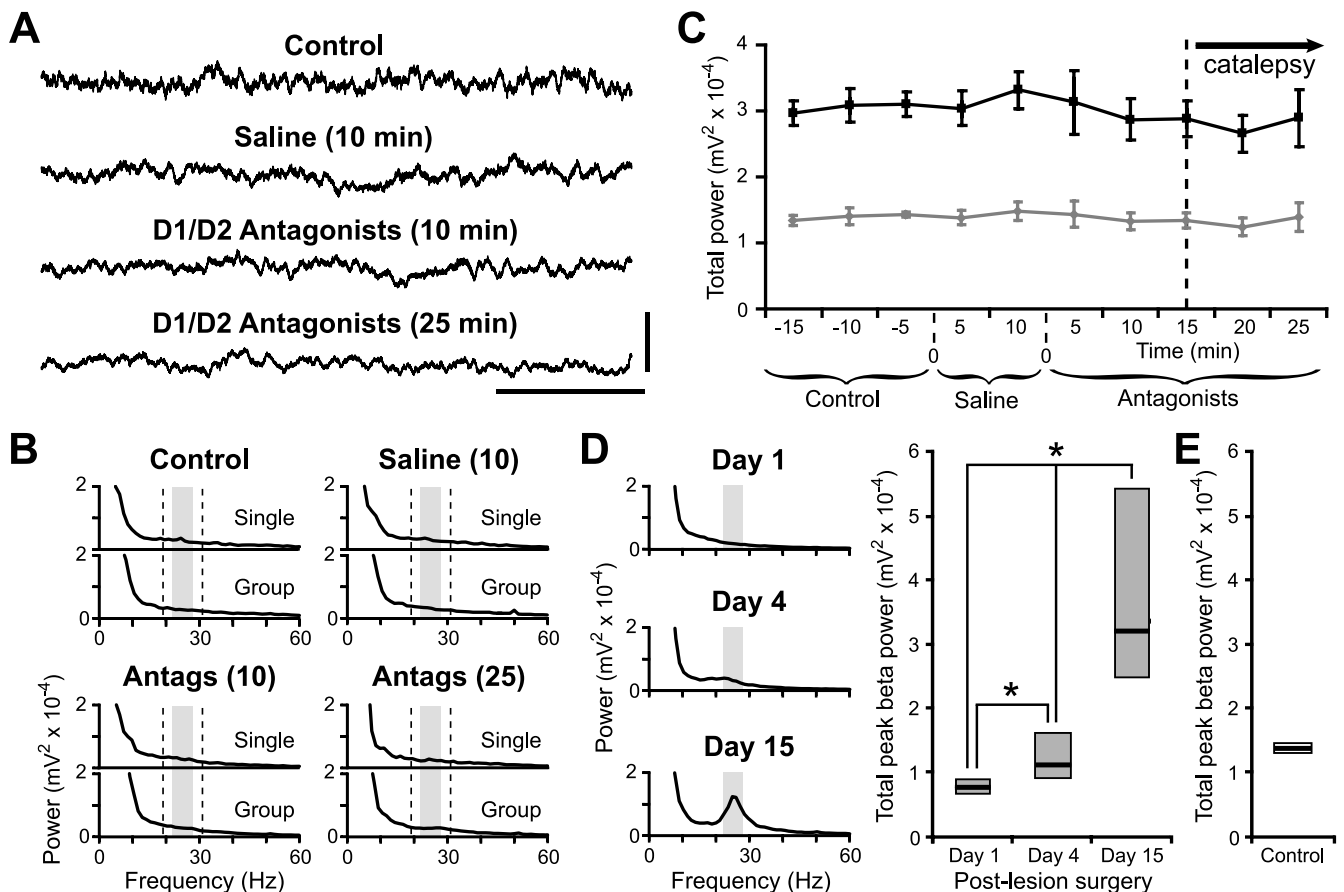 A
Control
Saline (10 min)
D1/D2 Antagonists (10 min)
D1/D2 Antagonists (25 min)
B
Control
Saline (10)
2
Single
Group
0
0 30 60
2
Single
Group
0
0 30 60
Antags (10)
Antags (25)
2
0
2
Single
Group
0
0 30 60
2
0
2
Single
Group
0
0 30 60
Power (mV² x 10⁻⁴)
Frequency (Hz)
C
Total power (mV² x 10⁻⁴)
4
3
2
1
0
catalepsy
-15 -10 -5 5 10 5 10 15 20 25
0 0
Time (min)
Control Saline Antagonists
D
Day 1
2
0
Day 4
2
0
Day 15
2
0
0 30 60
Power (mV² x 10⁻⁴)
Frequency (Hz)
Total peak beta power (mV² x 10⁻⁴)
6
5
4
3
2
1
0
*
*
Day 1 Day 4 Day 15
Post-lesion surgery
E
Total peak beta power (mV² x 10⁻⁴)
6
5
4
3
2
1
0
Control